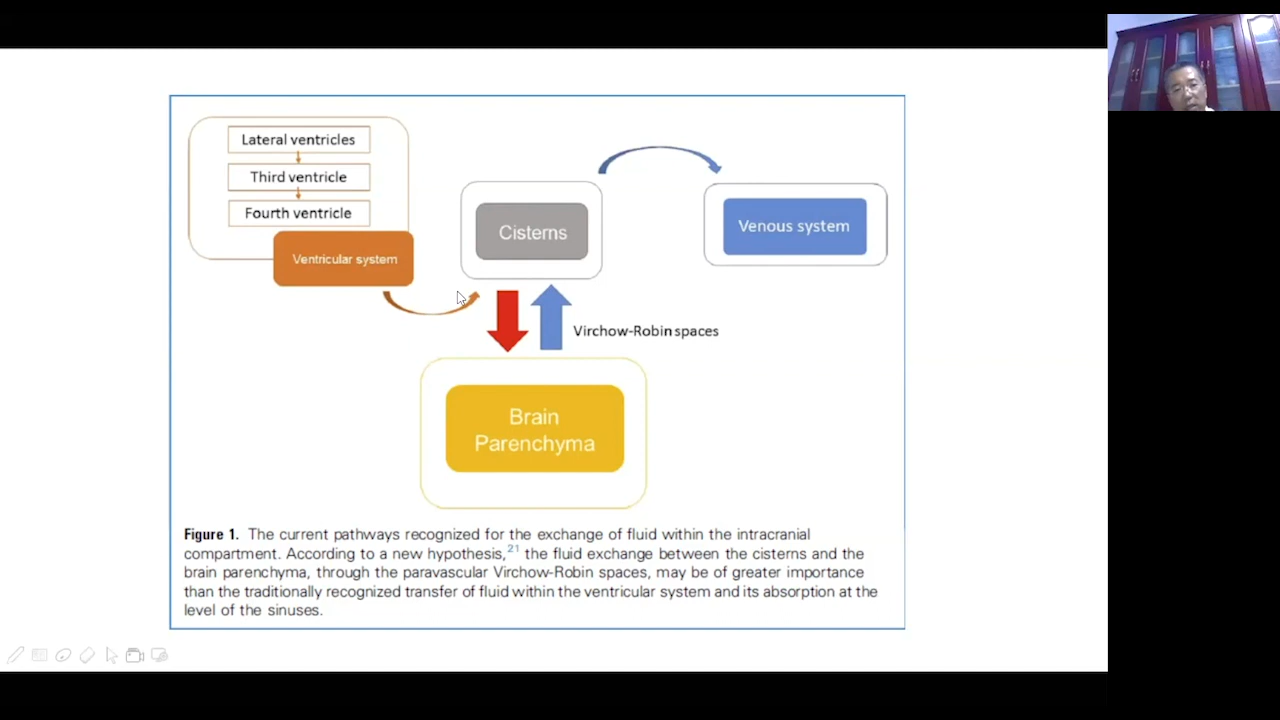 Lateral ventricles
Third ventricle
Fourth ventricle
Ventricular system
Cisterns
Venous system
Virchow-Robin spaces
Brain
Parenchyma
Figure 1. The current pathways recognized for the exchange of fluid within the intracranial
compartment. According to a new hypothesis,21 the fluid exchange between the cisterns and the
brain parenchyma, through the paravascular Virchow-Robin spaces, may be of greater importance
than the traditionally recognized transfer of fluid within the ventricular system and its absorption at the
level of the sinuses.